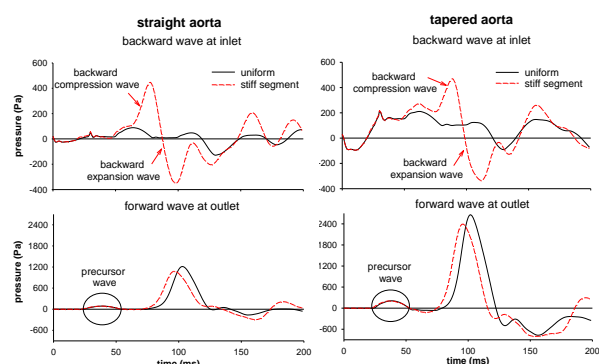 straight aorta
backward wave at inlet
600
400
200
0
-200
-400
pressure (Pa)
backward
compression wave
uniform
stiff segment
backward
expansion wave
forward wave at outlet
2400
1800
1200
600
0
-600
pressure (Pa)
precursor
wave
0
50
100
150
200
time (ms)
tapered aorta
backward wave at inlet
600
400
200
0
-200
-400
backward
compression wave
uniform
stiff segment
backward
expansion wave
forward wave at outlet
2400
1800
1200
600
0
-600
precursor
wave
0
50
100
150
200
time (ms)